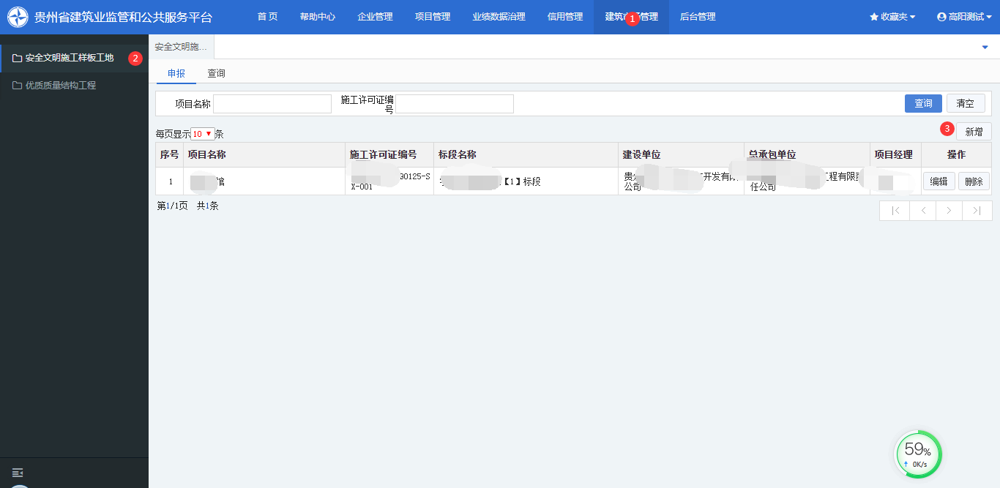 贵州省建筑业监管和公共服务平台
首 页
帮助中心
企业管理
项目管理
业绩数据治理
信用管理
建筑市场管理
1
后台管理
收藏夹
高阳测试
安全文明施工样板工地
2
优质质量结构工程
安全文明施...
申报
查询
项目名称
施工许可证编
号
查询
清空
每页显示 10 条
3
新增
序号
项目名称
施工许可证编号
标段名称
建设单位
总承包单位
项目经理
操作
1
馆
90125-S
X-001
【1】标段
贵
开发有限
公司
工程有限责
任公司
编辑
删除
第1/1页 共1条
59%
0K/s